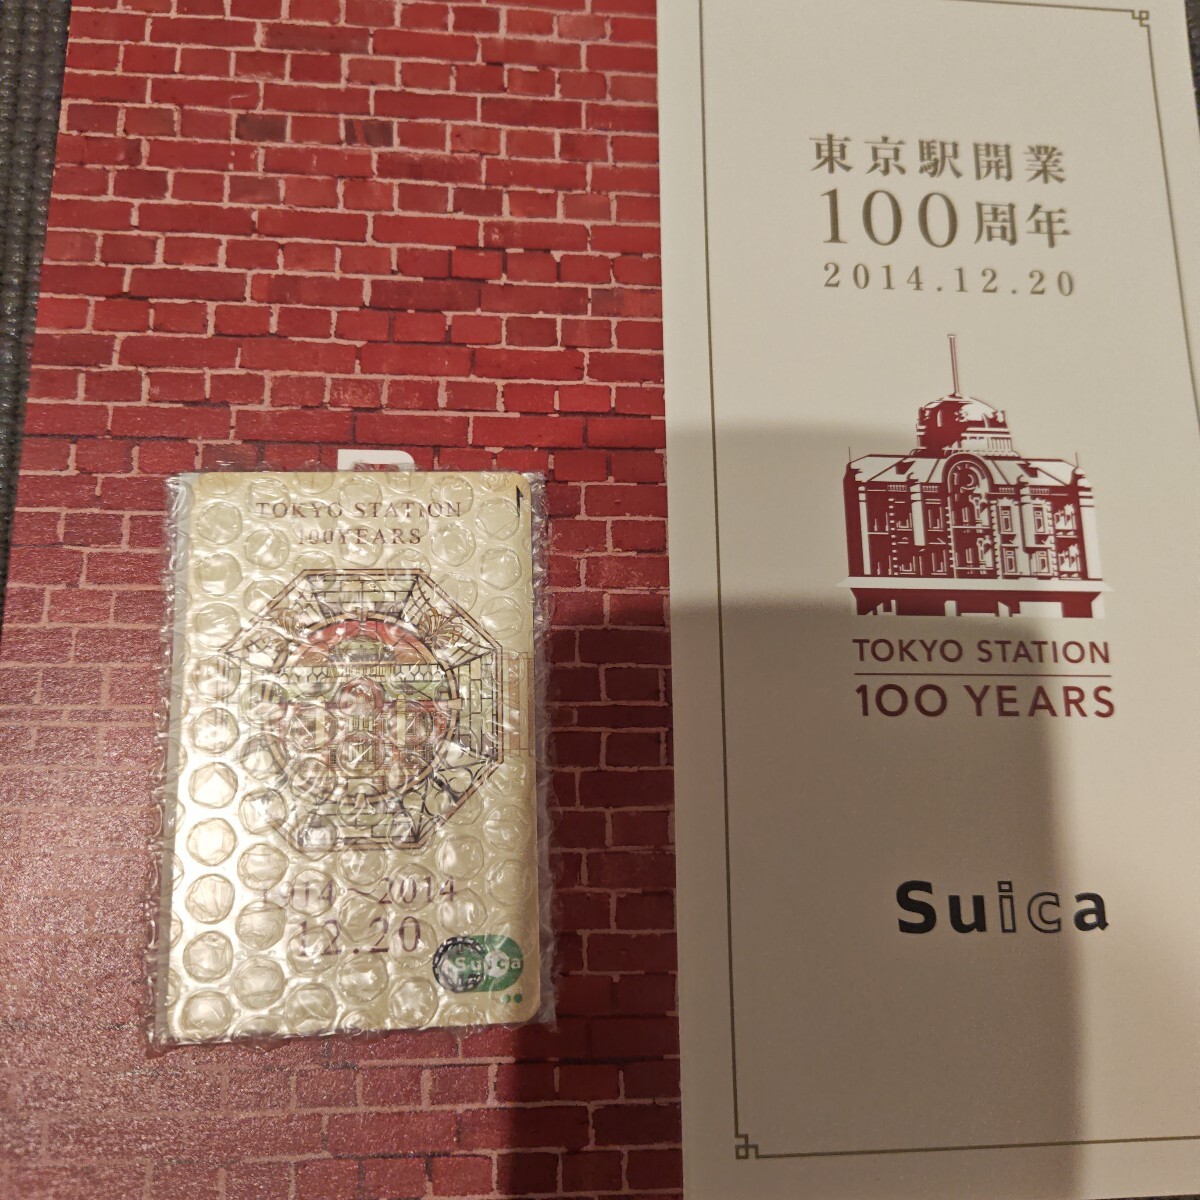 TOKYO STATION
100YEARS
1914～2014
12.20
Suica
東京駅開業
100周年
2014.12.20
TOKYO STATION
100 YEARS
Suica